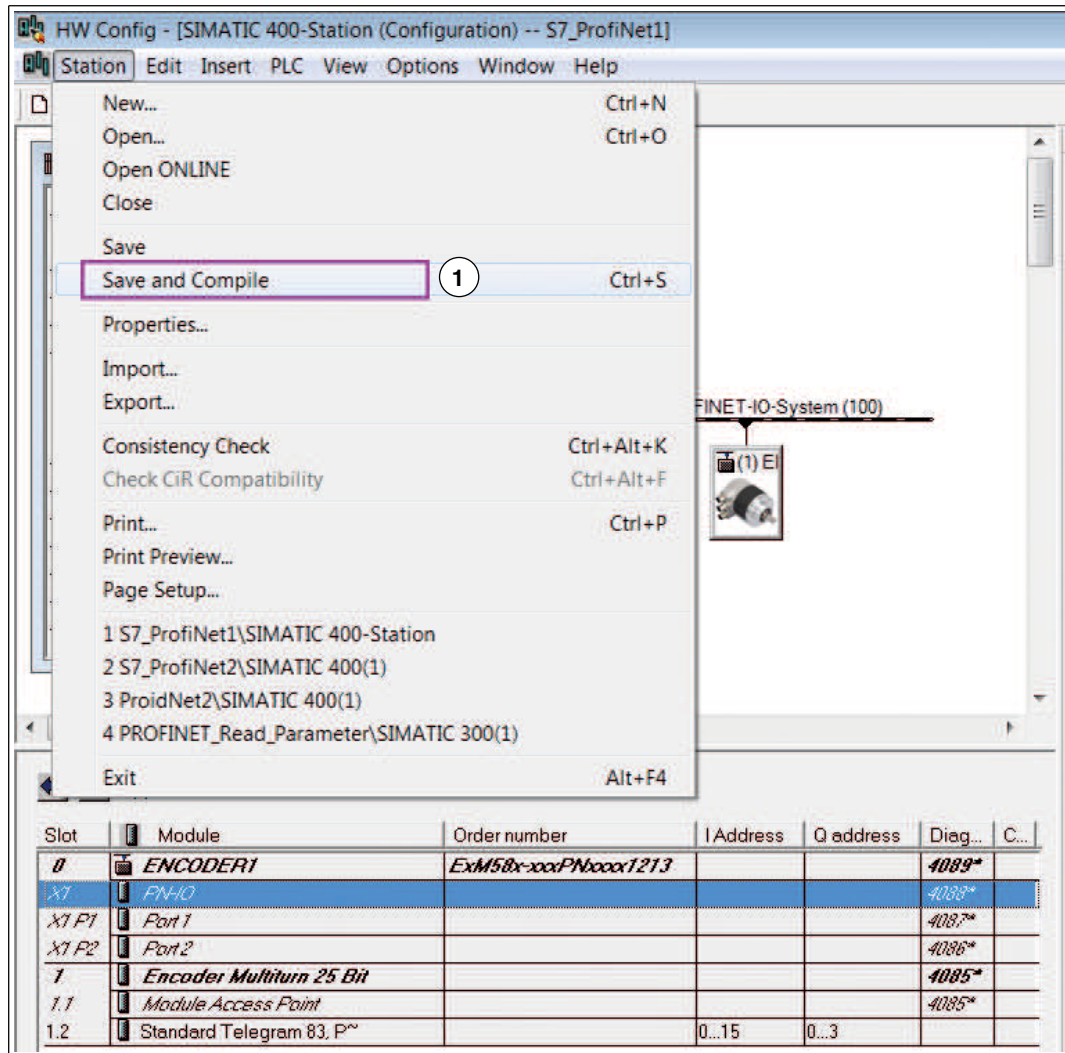 HW Config - [SIMATIC 400-Station (Configuration) -- S7_ProfiNet1]
Station Edit Insert PLC View Options Window Help
New... Ctrl+N
Open... Ctrl+O
Open ONLINE
Close
Save
Save and Compile 1 Ctrl+S
Properties...
Import...
Export...
FINET-IO-System (100)
Consistency Check Ctrl+Alt+K
(1) El
Check CiR Compatibility Ctrl+Alt+F
Print... Ctrl+P
Print Preview...
Page Setup...
1 S7_ProfiNet1\SIMATIC 400-Station
2 S7_ProfiNet2\SIMATIC 400(1)
3 ProidNet2\SIMATIC 400(1)
4 PROFINET_Read_Parameter\SIMATIC 300(1)
Exit Alt+F4
Slot Module Order number I Address Q address Diag... C...
0 ENCODER1 ExM58x-xxxPNxxxx1213 4089*
X1 PN-IO 4088*
X1 P1 Port 1 4087*
X1 P2 Port 2 4086*
1 Encoder Multiturn 25 Bit 4085*
1.1 Module Access Point 4085*
1.2 Standard Telegram 83, P~ 0...15 0...3